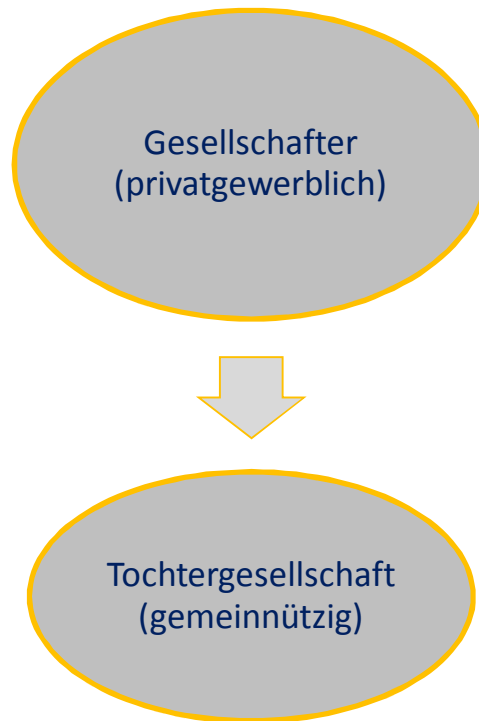 Gesellschafter
(privatgewerblich)
Tochtergesellschaft
(gemeinnützig)